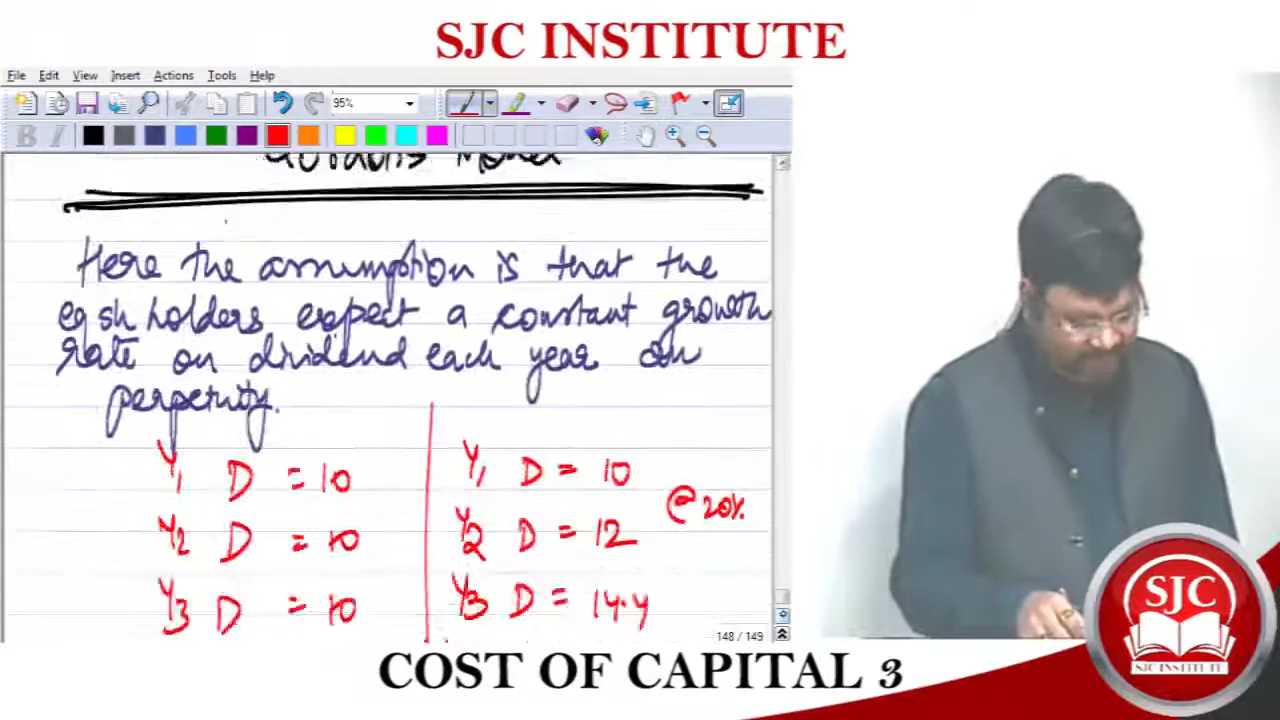 SJC INSTITUTE
File Edit View Insert Actions Tools Help
95%
Here the assumption is that the
eq sh holders expect a constant growth
rate on dividend each year on
perpetuity.
Y1 D = 10
Y2 D = 10
Y3 D = 10
Y1 D = 10
Y2 D = 12
Y3 D = 14.4
@ 20%
148 / 149
SJC
SJC INSTITUTE
COST OF CAPITAL 3